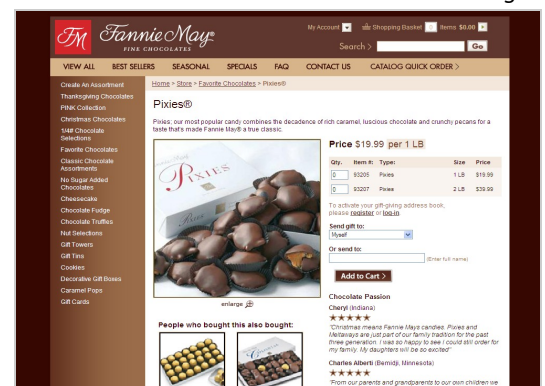 FM
Fannie May®
FINE CHOCOLATES
My Account
Shopping Basket 0 Items $0.00
Search > Go
VIEW ALL BEST SELLERS SEASONAL SPECIALS FAQ CONTACT US CATALOG QUICK ORDER >
Create An Assortment
Thanksgiving Chocolates
PINK Collection
Christmas Chocolates
1/4# Chocolate
Selections
Favorite Chocolates
Classic Chocolate
Assortments
No Sugar Added
Chocolates
Cheesecake
Chocolate Fudge
Chocolate Truffles
Nut Selections
Gift Towers
Gift Tins
Cookies
Decorative Gift Boxes
Caramel Pops
Gift Cards
Home > Store > Favorite Chocolates > Pixies®
Pixies®
Pixies; our most popular candy combines the decadence of rich caramel, luscious chocolate and crunchy pecans for a
taste that's made Fannie May® a true classic.
PIXIES
enlarge
People who bought this also bought:
Price $19.99 per 1 LB
Qty. Item #: Type: Size Price
0 93205 Pixies 1 LB $19.99
0 93207 Pixies 2 LB $39.99
To activate your gift-giving address book,
please register or log-in.
Send gift to:
Myself
Or send to:
(Enter full name)
Add to Cart >
Chocolate Passion
Cheryl (Indiana)
"Christmas means Fannie Mays candies. Pixies and
Meltaways are just part of our family tradition for the past
three generation. I was so happy to see I could still order for
my family. My daughters will be so excited"
Charles Alberti (Bemidji, Minnesota)
"From our parents and grandparents to our own children we